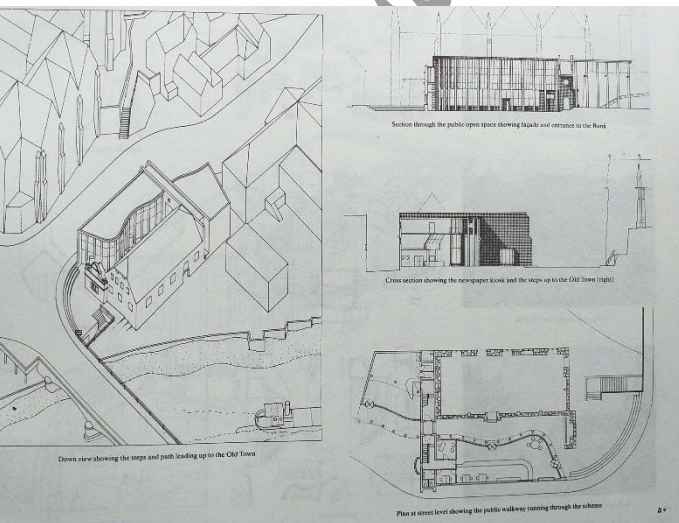 Section through the public open space showing façade and entrance to the Bank
Cross section showing the newspaper kiosk and the steps up to the Old Town (right)
Down view showing the steps and path leading up to the Old Town
Plan at street level showing the public walkway running through the scheme
۵۰